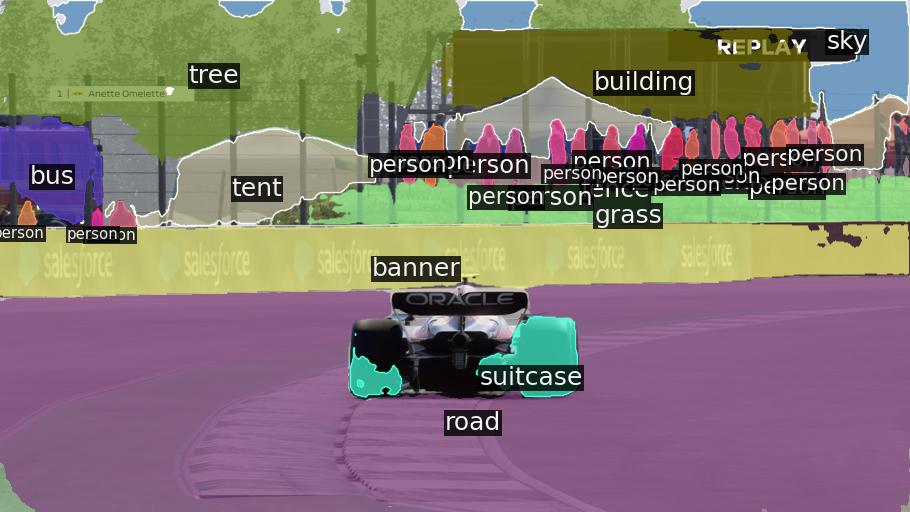 REPLAY
sky
tree
building
1 Anette Omelette
person
person
person
person
person
person
person
bus
tent
person
person
person
person
person
fence
grass
person
person
salesforce
salesforce
salesforce
salesforce
salesforce
salesforce
banner
ORACLE
suitcase
road